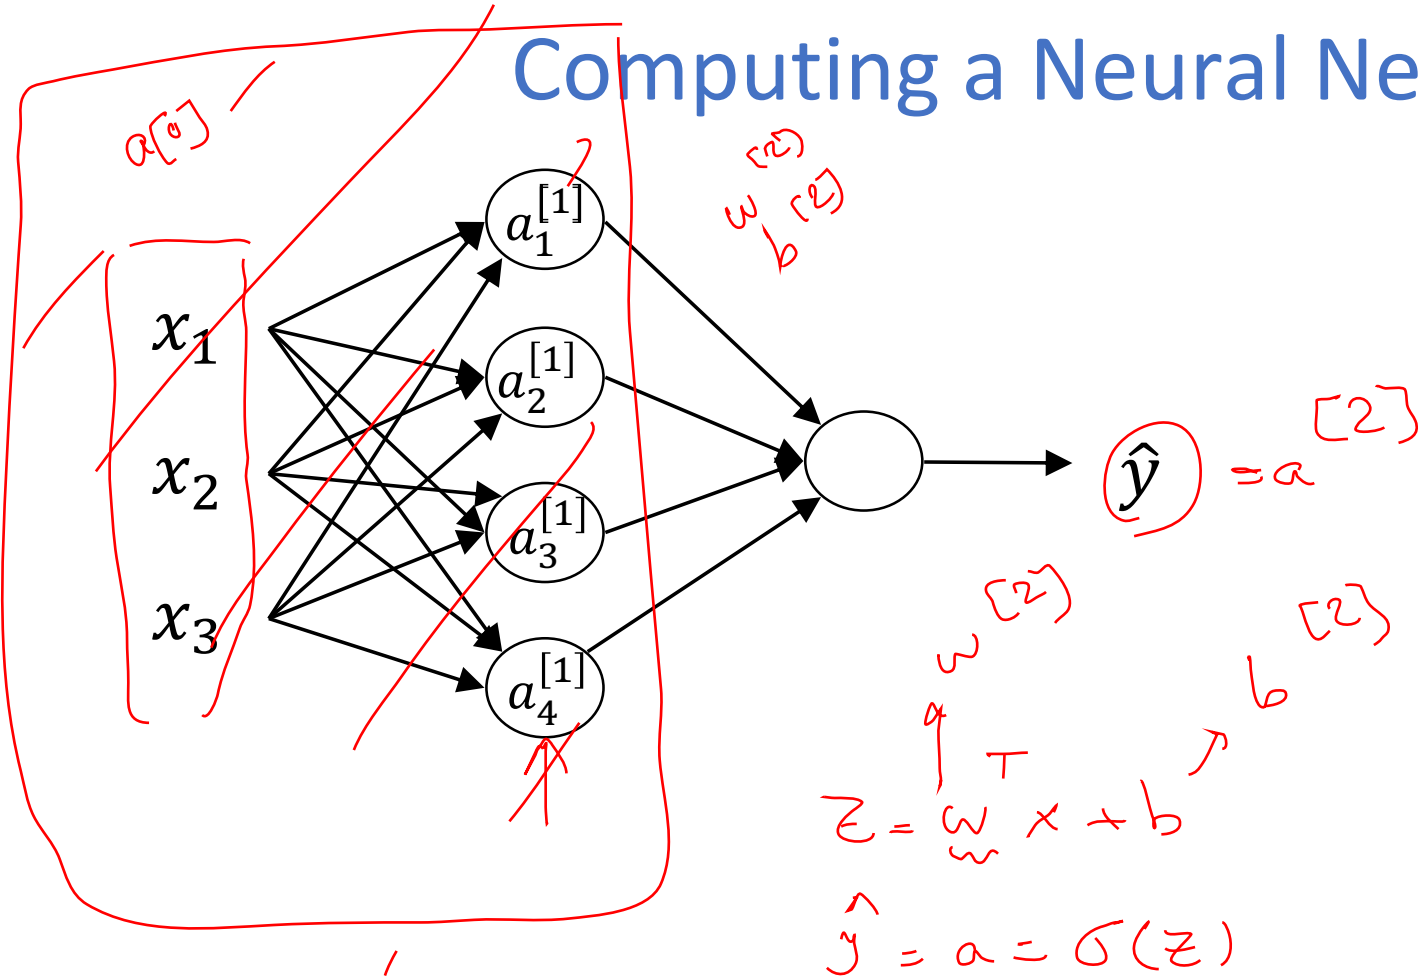 Computing a Neural Ne
a[0]
w[2]
b[2]
a₁^[1]
x₁
a₂^[1]
x₂
a₃^[1]
ŷ = a[2]
x₃
a₄^[1]
w[2]
b[2]
z = wᵀ x + b
ŷ = a = σ(z)